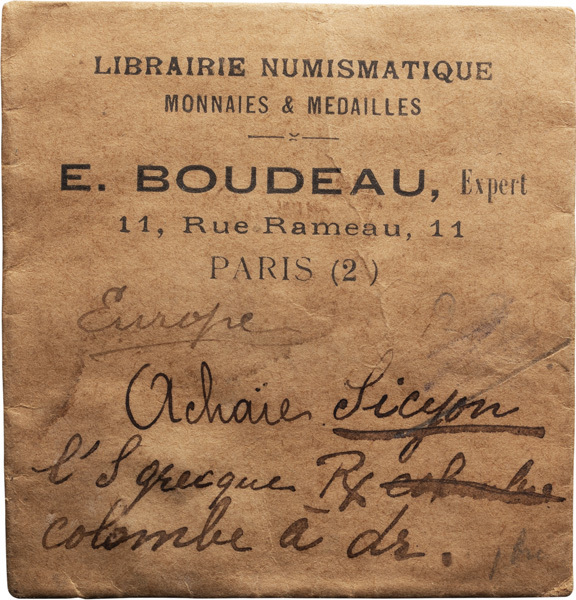 LIBRAIRIE NUMISMATIQUE
MONNAIES & MEDAILLES
E. BOUDEAU, Expert
11, Rue Rameau, 11
PARIS (2e)
Europe
Achaïe Sicyon
l'S grecque Rx colombe
colombe à dr.